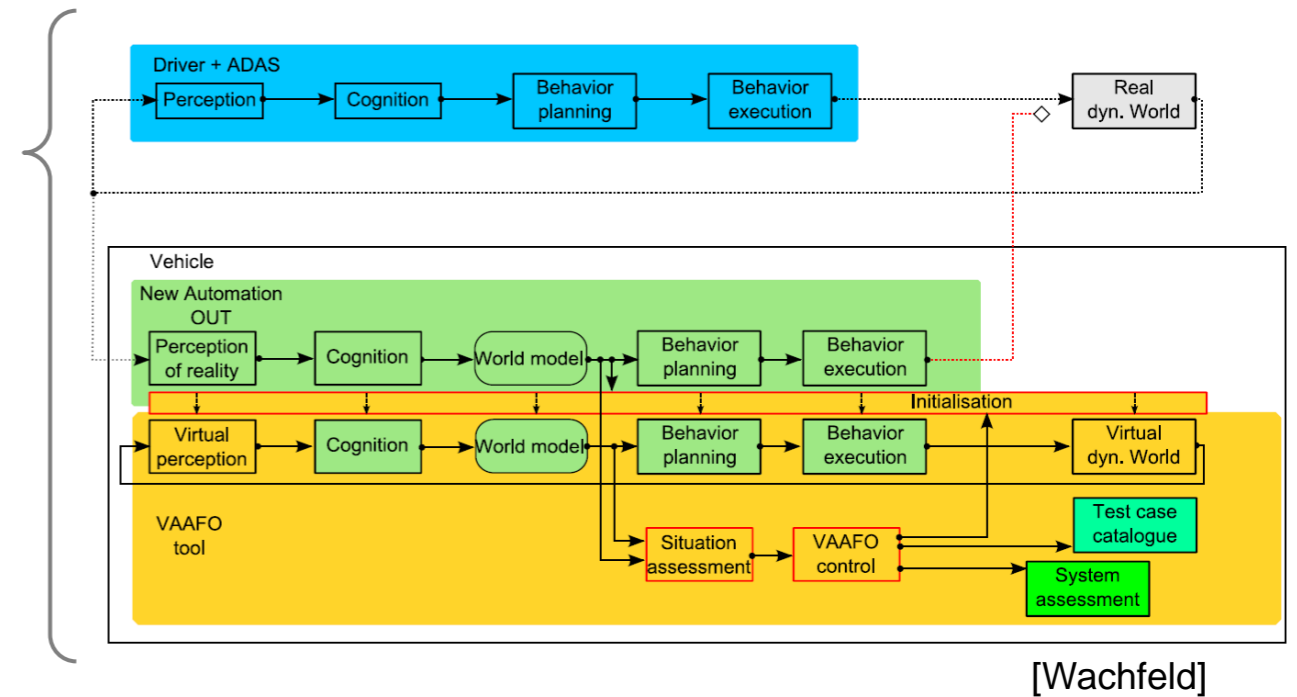 Driver + ADAS
Perception
Cognition
Behavior
planning
Behavior
execution
Real
dyn. World
Vehicle
New Automation
OUT
Perception
of reality
Cognition
World model
Behavior
planning
Behavior
execution
Initialisation
Virtual
perception
Cognition
World model
Behavior
planning
Behavior
execution
Virtual
dyn. World
VAAFO
tool
Situation
assessment
VAAFO
control
Test case
catalogue
System
assessment
[Wachfeld]